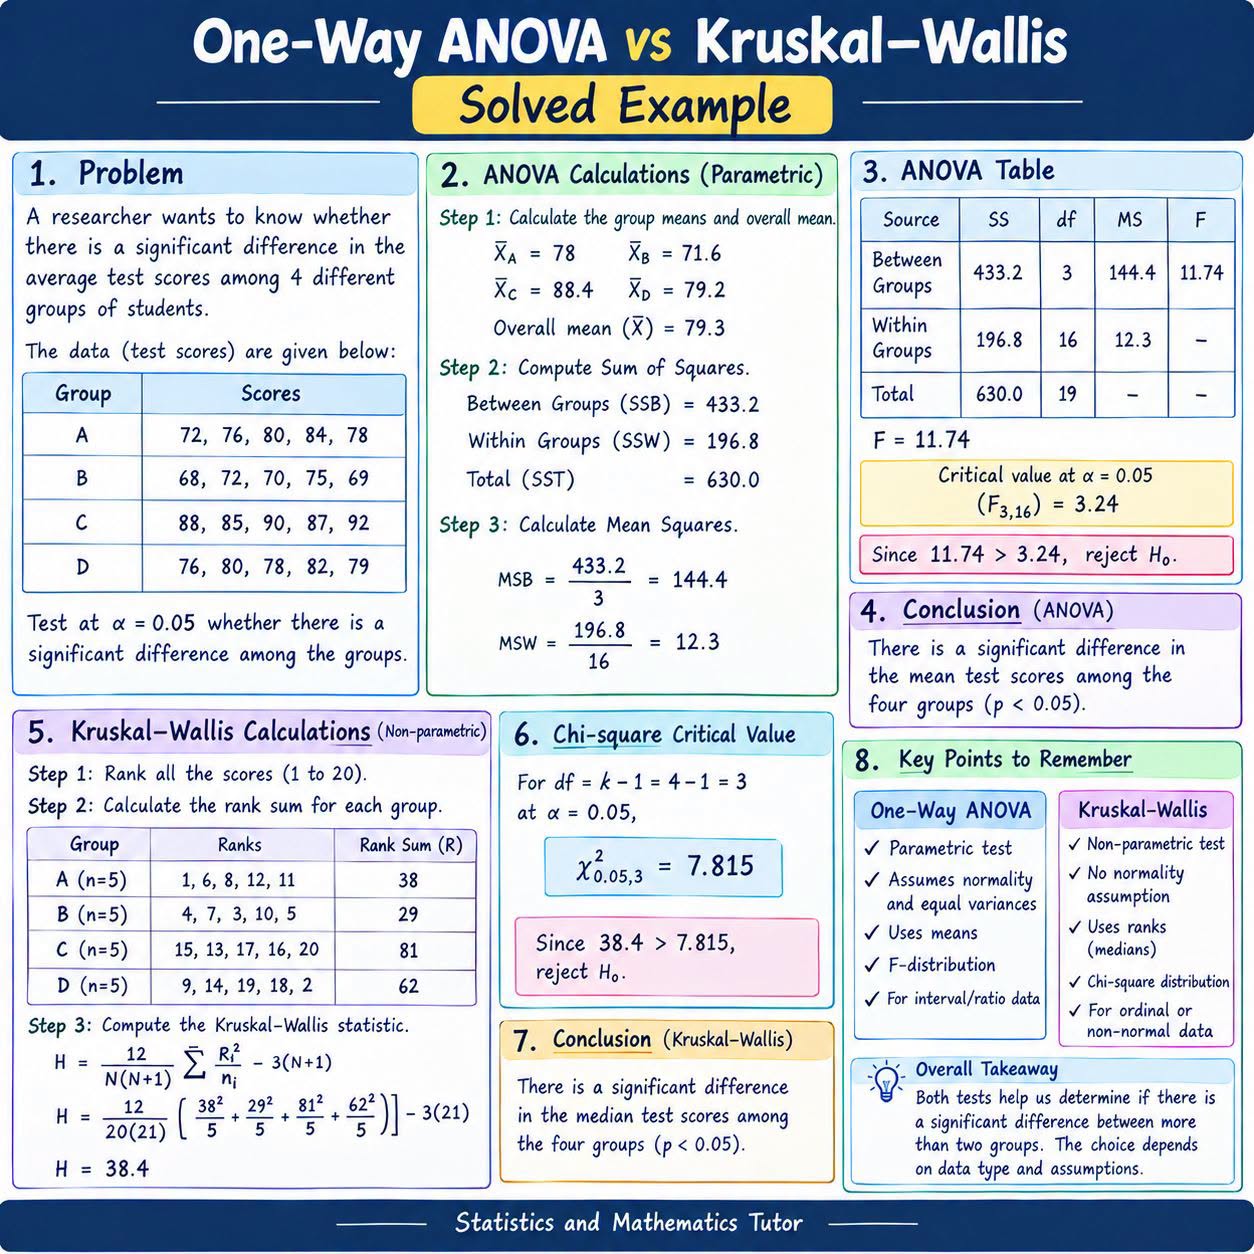 One-Way ANOVA vs Kruskal–Wallis
Solved Example
1. Problem
A researcher wants to know whether
there is a significant difference in the
average test scores among 4 different
groups of students.
The data (test scores) are given below:
Group Scores
A 72, 76, 80, 84, 78
B 68, 72, 70, 75, 69
C 88, 85, 90, 87, 92
D 76, 80, 78, 82, 79
Test at α = 0.05 whether there is a
significant difference among the groups.
2. ANOVA Calculations (Parametric)
Step 1: Calculate the group means and overall mean.
X̄A = 78 X̄B = 71.6
X̄C = 88.4 X̄D = 79.2
Overall mean (X̄) = 79.3
Step 2: Compute Sum of Squares.
Between Groups (SSB) = 433.2
Within Groups (SSW) = 196.8
Total (SST) = 630.0
Step 3: Calculate Mean Squares.
MSB = 433.2/3 = 144.4
MSW = 196.8/16 = 12.3
3. ANOVA Table
Source SS df MS F
Between Groups 433.2 3 144.4 11.74
Within Groups 196.8 16 12.3 –
Total 630.0 19 – –
F = 11.74
Critical value at α = 0.05
(F3,16) = 3.24
Since 11.74 > 3.24, reject H₀.
4. Conclusion (ANOVA)
There is a significant difference in
the mean test scores among the
four groups (p < 0.05).
5. Kruskal–Wallis Calculations (Non-parametric)
Step 1: Rank all the scores (1 to 20).
Step 2: Calculate the rank sum for each group.
Group Ranks Rank Sum (R)
A (n=5) 1, 6, 8, 12, 11 38
B (n=5) 4, 7, 3, 10, 5 29
C (n=5) 15, 13, 17, 16, 20 81
D (n=5) 9, 14, 19, 18, 2 62
Step 3: Compute the Kruskal–Wallis statistic.
H = 12/N(N+1) ∑ Ri²/ni – 3(N+1)
H = 12/20(21) ( 38²/5 + 29²/5 + 81²/5 + 62²/5 )] – 3(21)
H = 38.4
6. Chi-square Critical Value
For df = k – 1 = 4 – 1 = 3
at α = 0.05,
χ²0.05,3 = 7.815
Since 38.4 > 7.815,
reject H₀.
7. Conclusion (Kruskal–Wallis)
There is a significant difference
in the median test scores among
the four groups (p < 0.05).
8. Key Points to Remember
One-Way ANOVA
✓ Parametric test
✓ Assumes normality
and equal variances
✓ Uses means
✓ F-distribution
✓ For interval/ratio data
Kruskal–Wallis
✓ Non-parametric test
✓ No normality
assumption
✓ Uses ranks
(medians)
✓ Chi-square distribution
✓ For ordinal or
non-normal data
Overall Takeaway
Both tests help us determine if there is
a significant difference between more
than two groups. The choice depends
on data type and assumptions.
Statistics and Mathematics Tutor